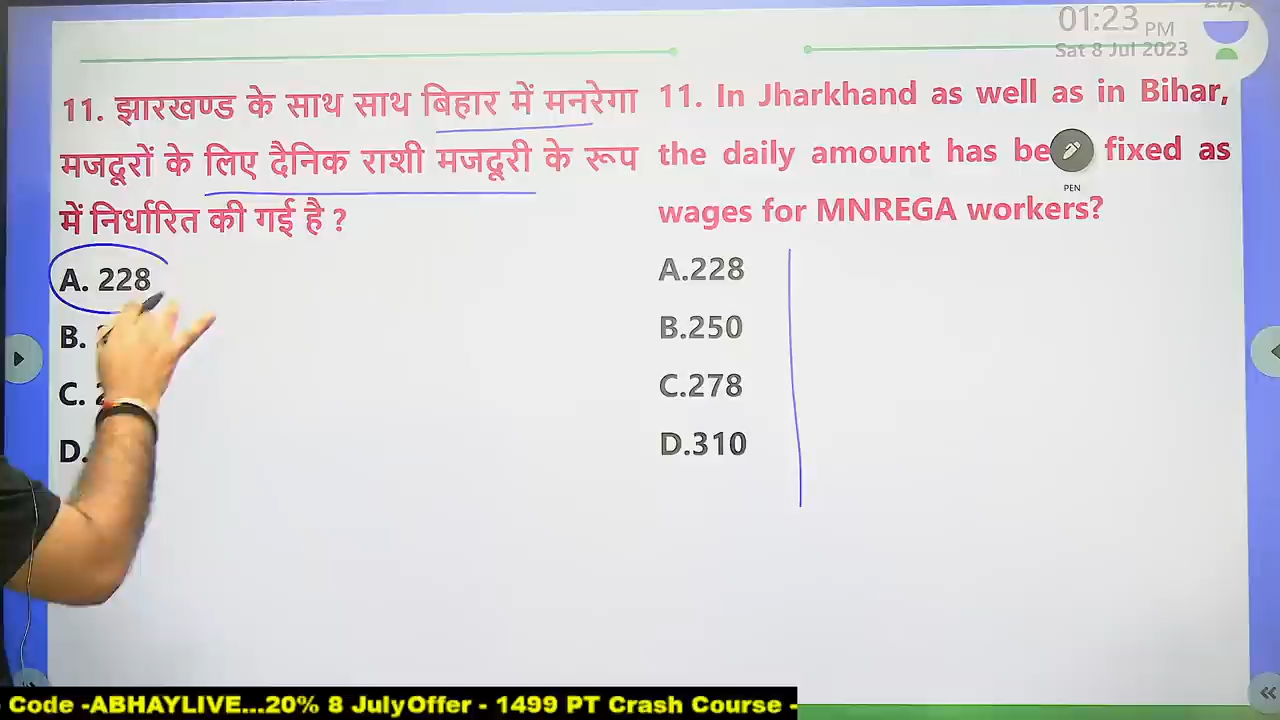 01:23 PM
Sat 8 Jul 2023
11. झारखण्ड के साथ साथ बिहार में मनरेगा
मजदूरों के लिए दैनिक राशी मजदूरी के रूप
में निर्धारित की गई है ?
A. 228
B.
C. 2
D.
11. In Jharkhand as well as in Bihar,
the daily amount has be fixed as
wages for MNREGA workers?
PEN
A.228
B.250
C.278
D.310
Code -ABHAYLIVE...20% 8 JulyOffer - 1499 PT Crash Course -